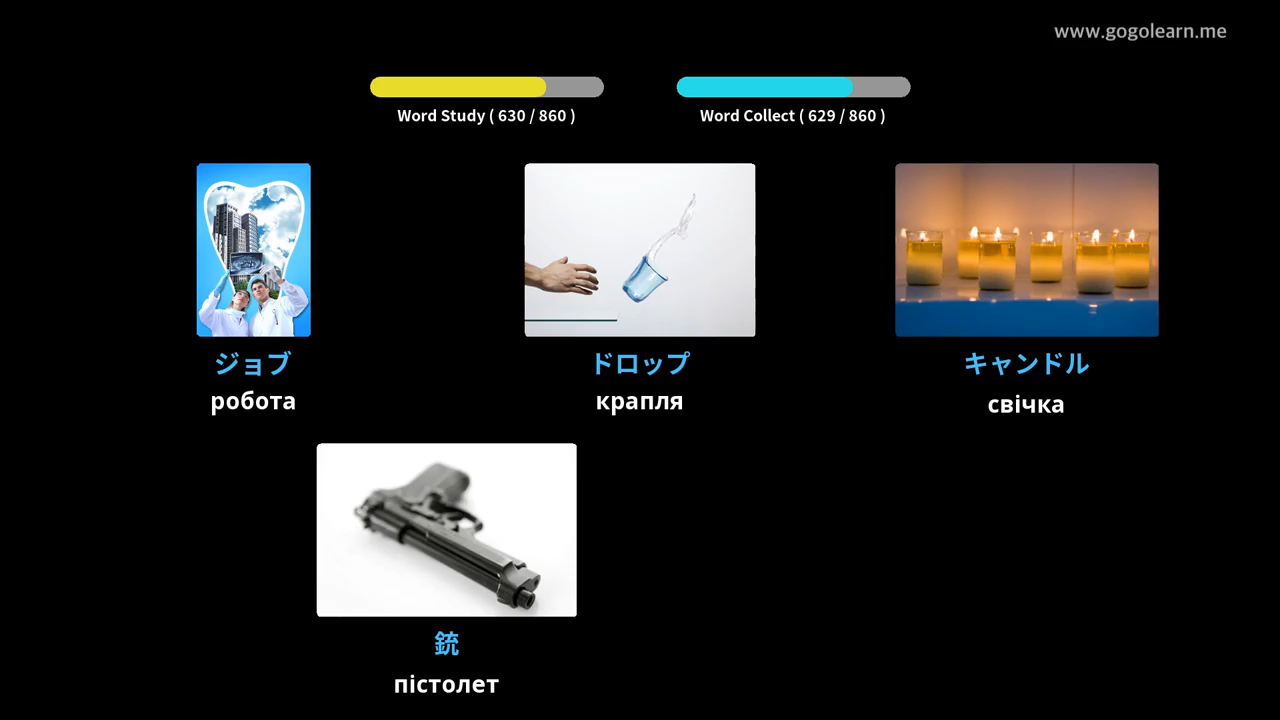 www.gogolearn.me
Word Study ( 630 / 860 )
Word Collect ( 629 / 860 )
ジョブ
робота
ドロップ
крапля
キャンドル
свічка
銃
пістолет